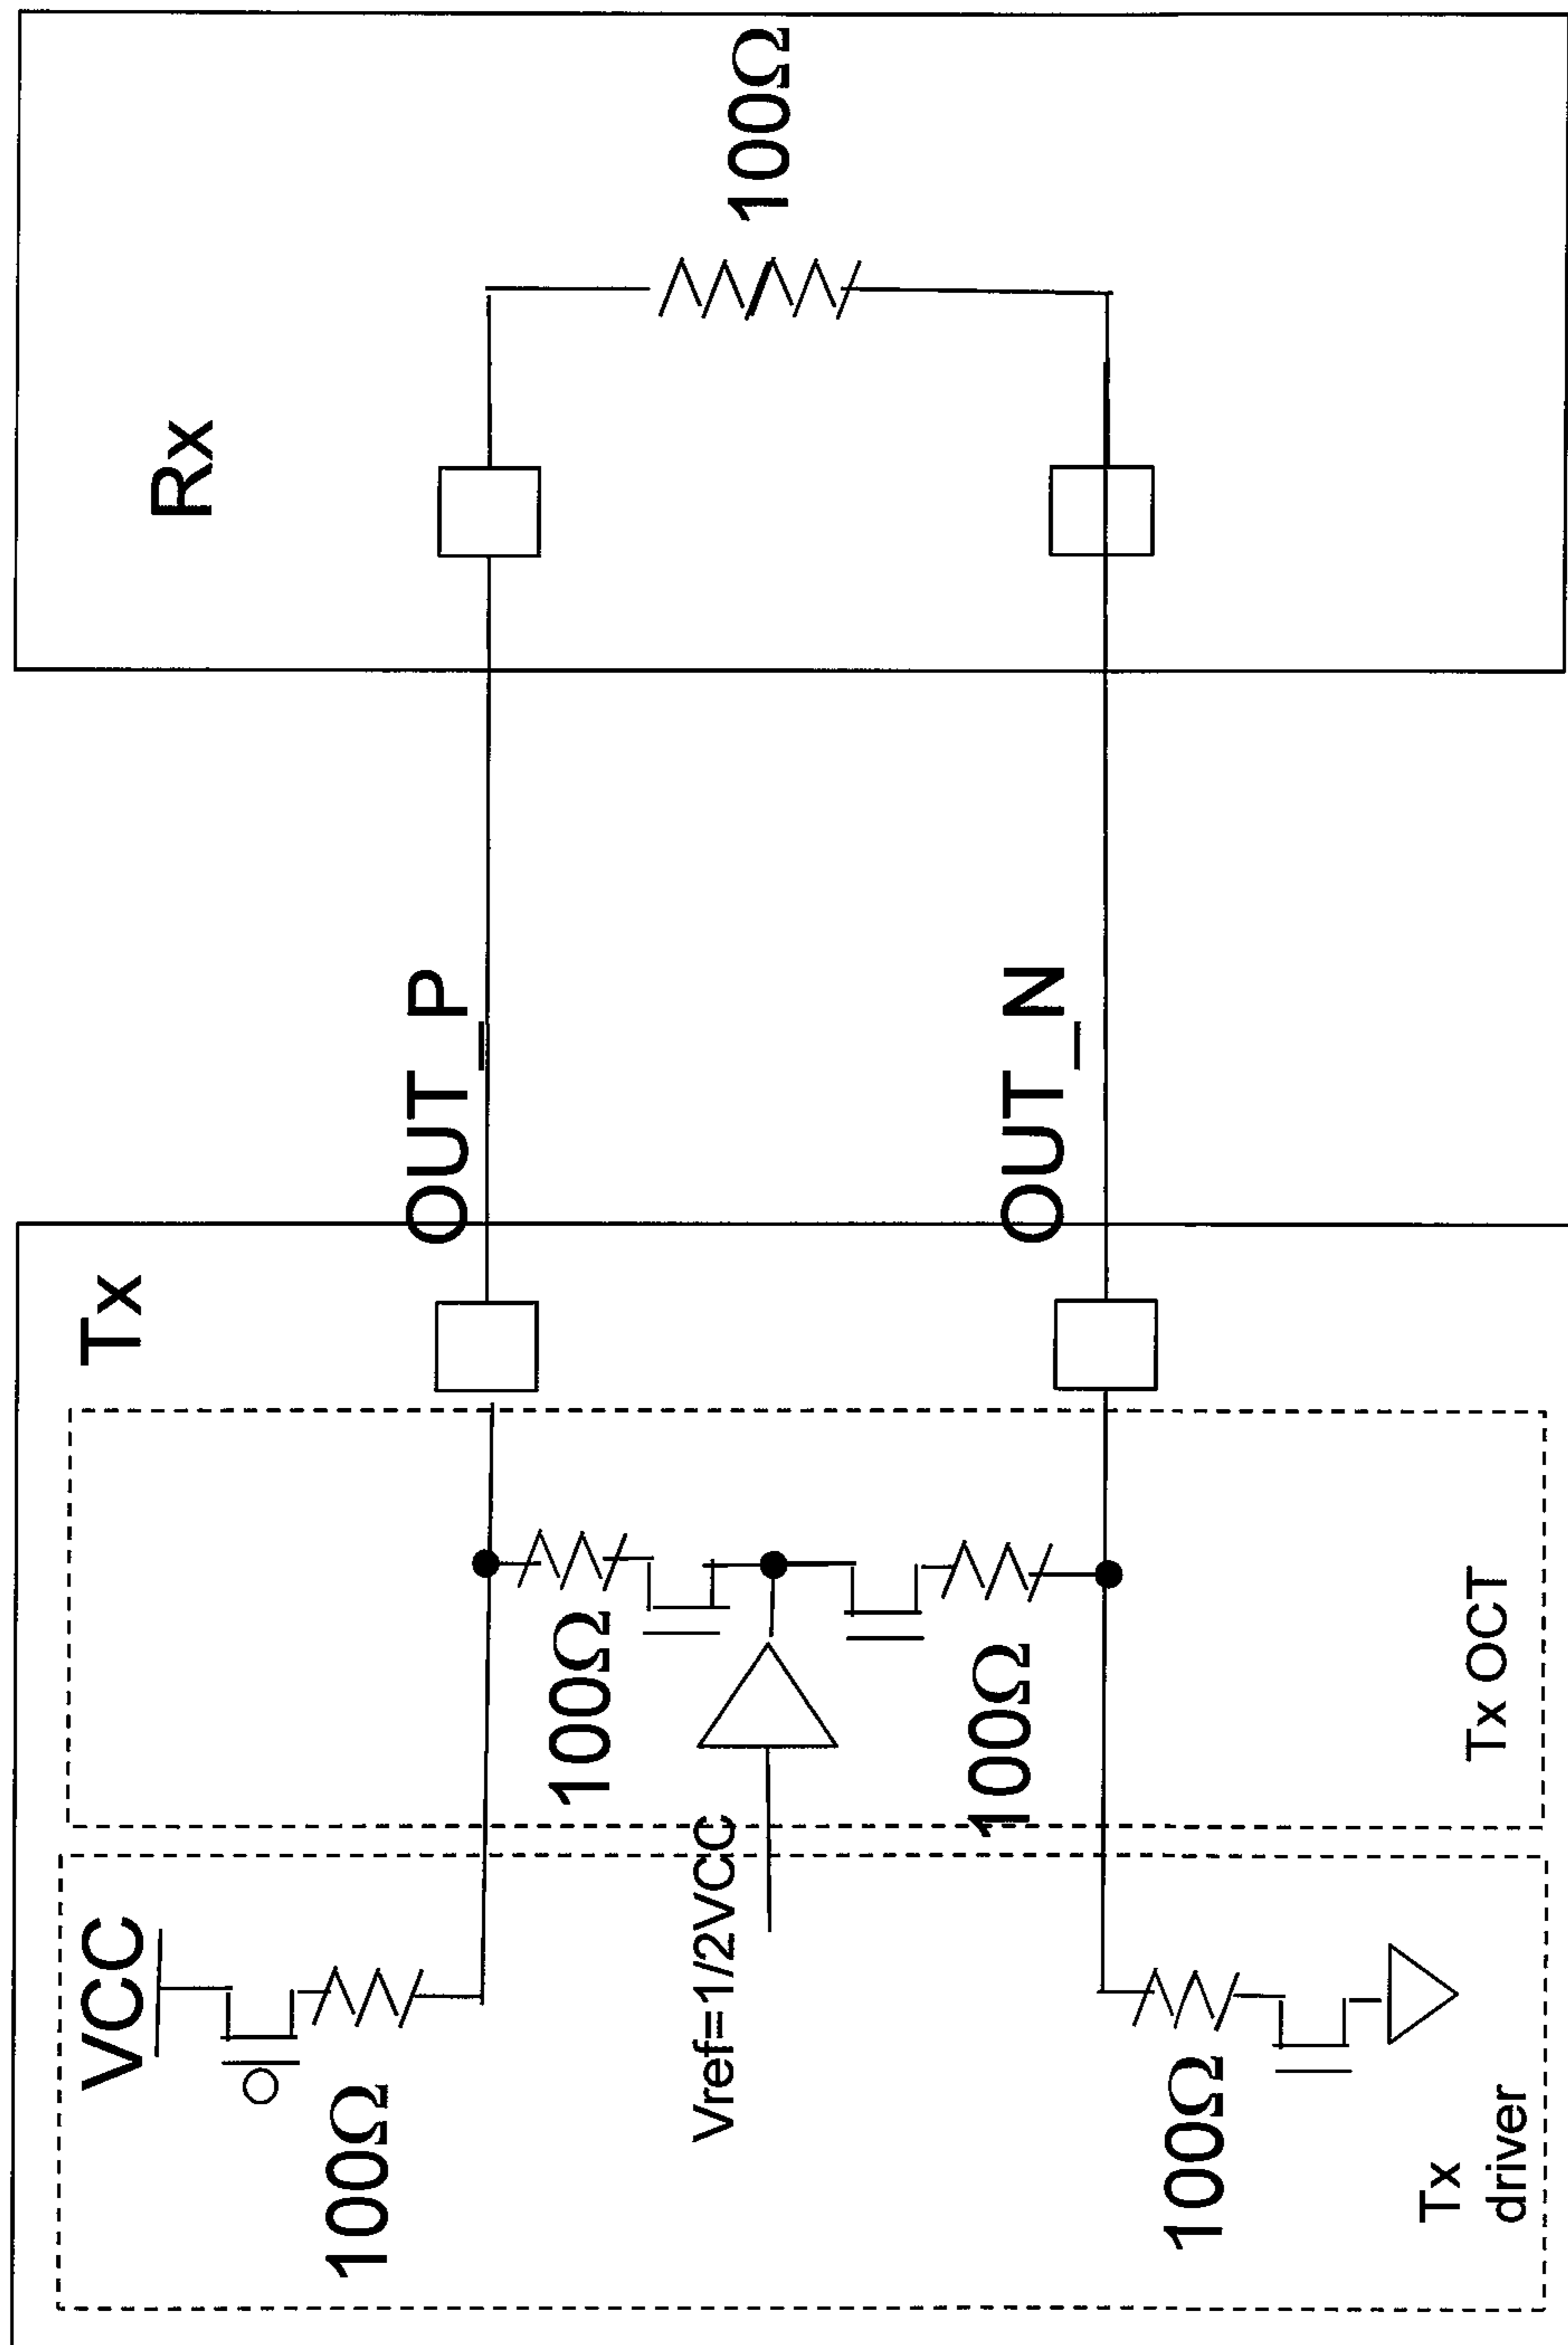 VCC
100Ω
Vref=1/2VCC
100Ω
Tx
driver
100Ω
100Ω
Tx OCT
Tx
OUT_P
OUT_N
Rx
100Ω